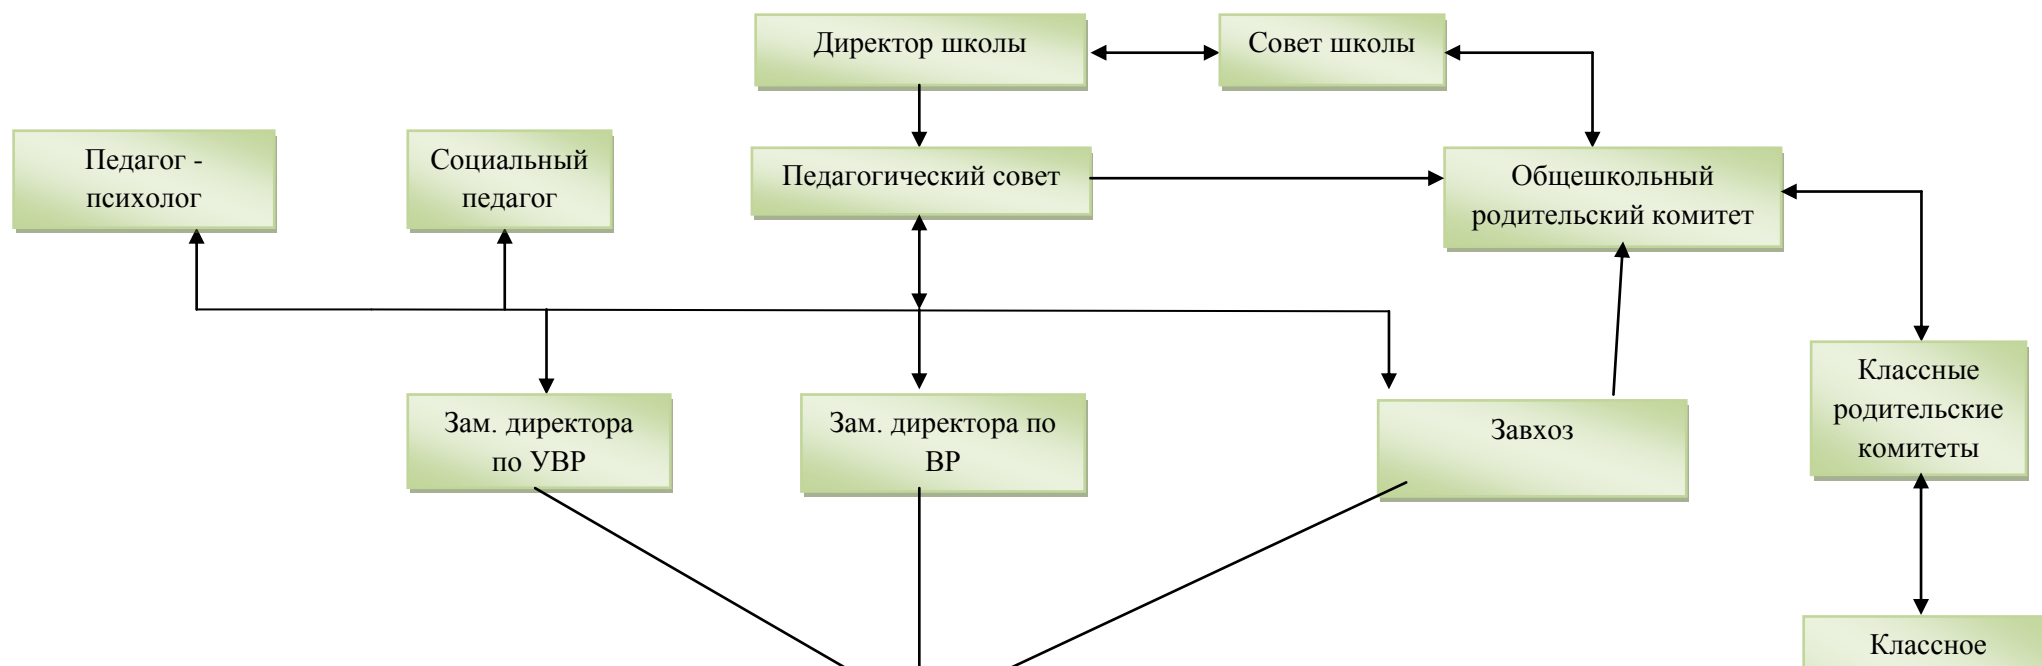 Директор школы
Совет школы
Педагог -
психолог
Социальный
педагог
Педагогический совет
Общешкольный
родительский комитет
Классные
родительские
комитеты
Зам. директора
по УВР
Зам. директора по
ВР
Завхоз
Классное